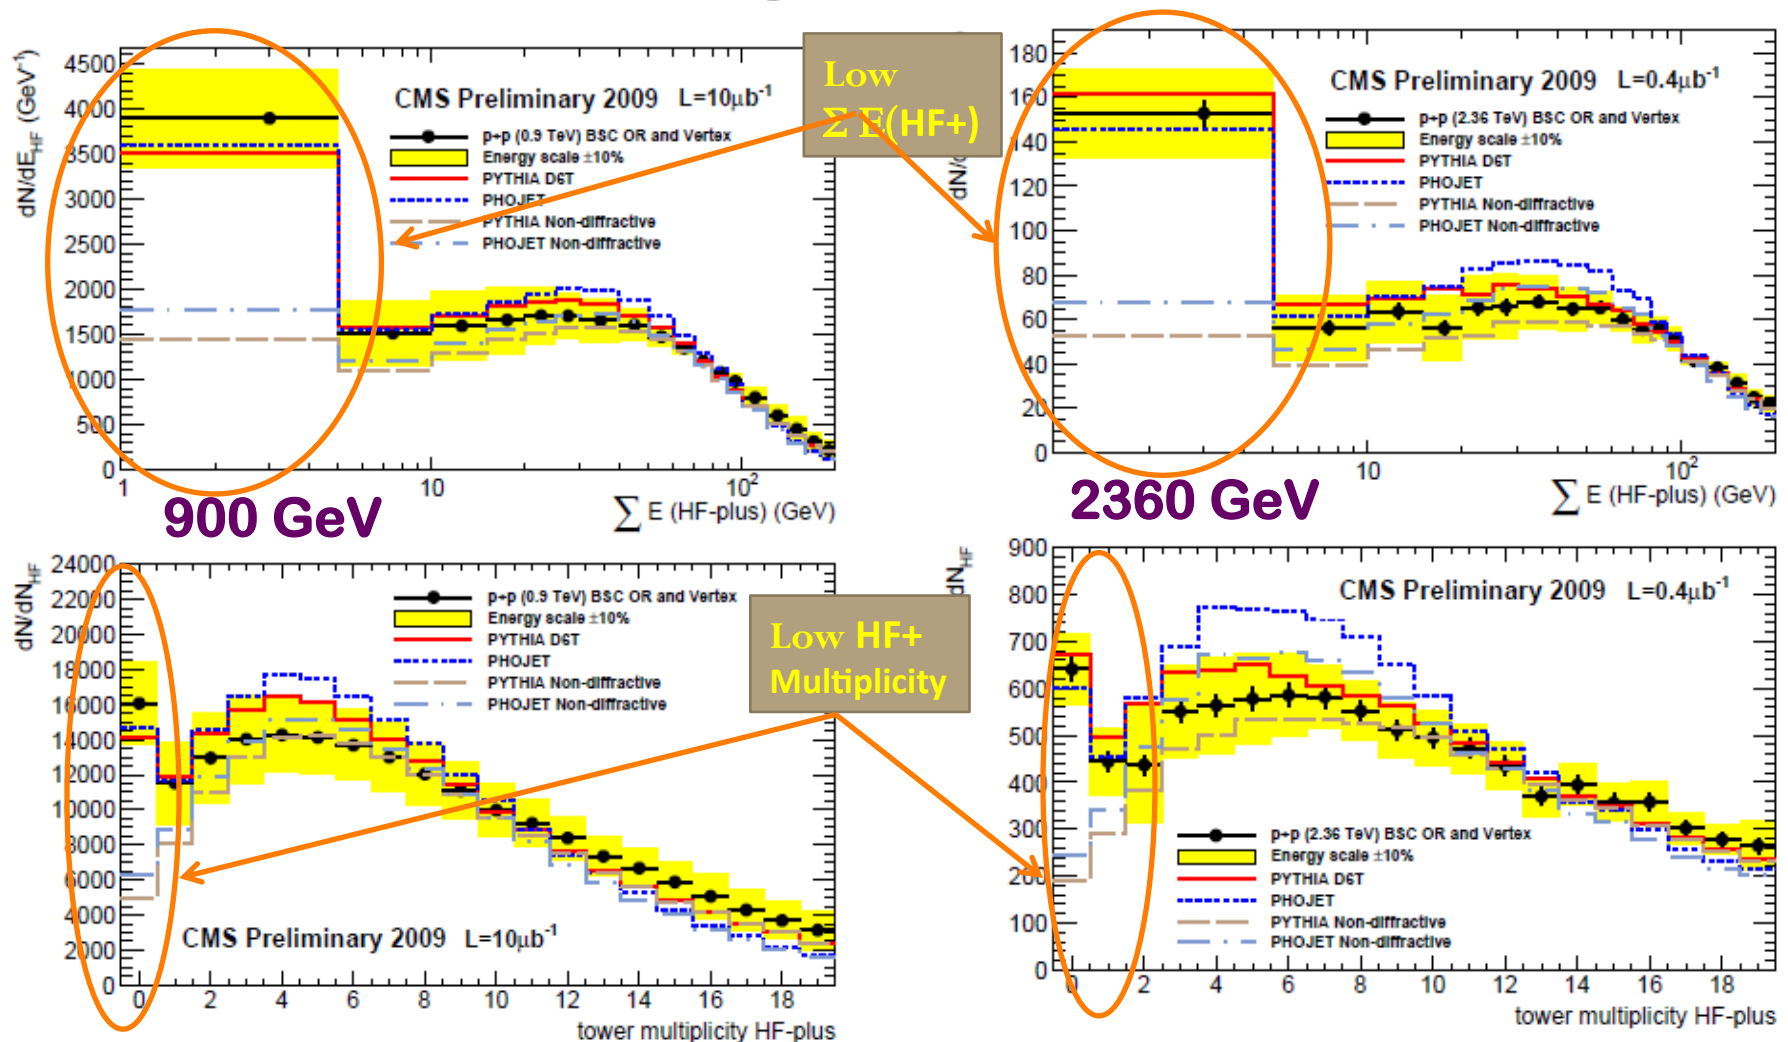 dN/dE_HF (GeV⁻¹)
4500
4000
3500
3000
2500
2000
1500
1000
500
0
CMS Preliminary 2009 L=10μb⁻¹
p+p (0.9 TeV) BSC OR and Vertex
Energy scale ±10%
PYTHIA D6T
PHOJET
PYTHIA Non-diffractive
PHOJET Non-diffractive
1
10
10²
∑ E (HF-plus) (GeV)
900 GeV
Low
Σ E(HF+)
dN/
180
160
140
120
100
80
60
40
20
0
CMS Preliminary 2009 L=0.4μb⁻¹
p+p (2.36 TeV) BSC OR and Vertex
Energy scale ±10%
PYTHIA D6T
PHOJET
PYTHIA Non-diffractive
PHOJET Non-diffractive
10
10²
∑ E (HF-plus) (GeV)
2360 GeV
dN/dN_HF
24000
22000
20000
18000
16000
14000
12000
10000
8000
6000
4000
2000
0
p+p (0.9 TeV) BSC OR and Vertex
Energy scale ±10%
PYTHIA D6T
PHOJET
PYTHIA Non-diffractive
PHOJET Non-diffractive
CMS Preliminary 2009 L=10μb⁻¹
0 2 4 6 8 10 12 14 16 18
tower multiplicity HF-plus
Low HF+
Multiplicity
dN_HF
900
800
700
600
500
400
300
200
100
0
CMS Preliminary 2009 L=0.4μb⁻¹
p+p (2.36 TeV) BSC OR and Vertex
Energy scale ±10%
PYTHIA D6T
PHOJET
PYTHIA Non-diffractive
PHOJET Non-diffractive
0 2 4 6 8 10 12 14 16 18
tower multiplicity HF-plus